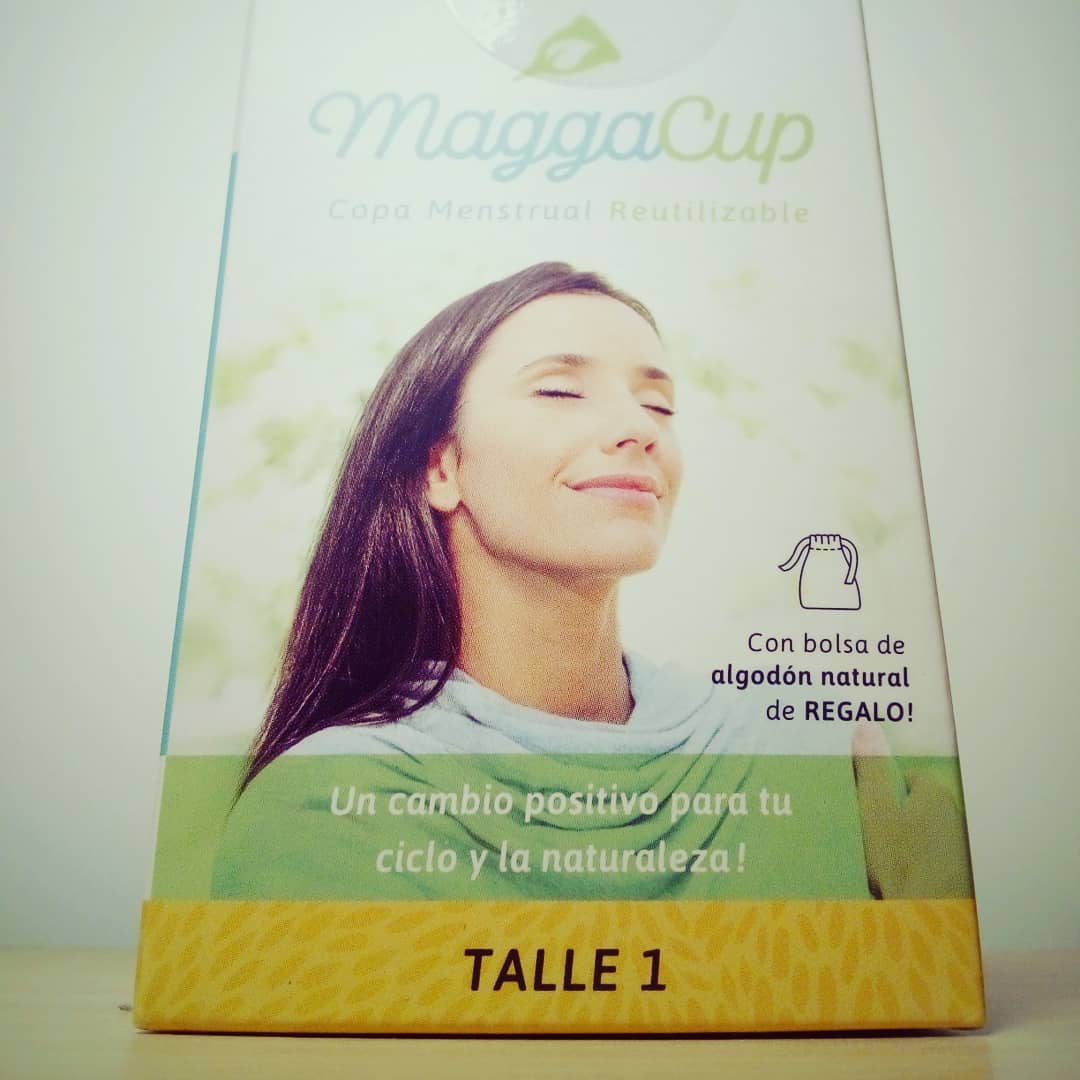 MaggaCup
Copa Menstrual Reutilizable
Con bolsa de
algodón natural
de REGALO!
Un cambio positivo para tu
ciclo y la naturaleza!
TALLE 1